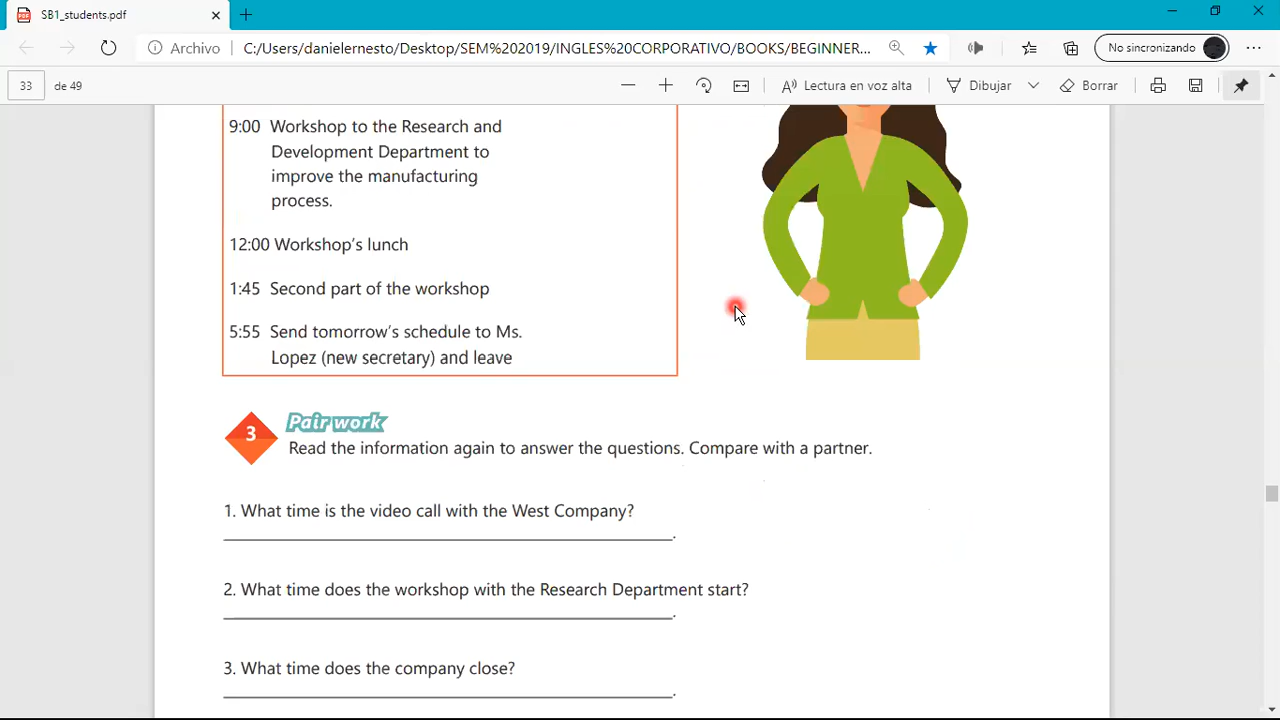 SB1_students.pdf
Archivo
C:/Users/danielernesto/Desktop/SEM%202019/INGLES%20CORPORATIVO/BOOKS/BEGINNER...
No sincronizando
33
de 49
Lectura en voz alta
Dibujar
Borrar
9:00 Workshop to the Research and
Development Department to
improve the manufacturing
process.
12:00 Workshop's lunch
1:45 Second part of the workshop
5:55 Send tomorrow's schedule to Ms.
Lopez (new secretary) and leave
3
Pair work
Read the information again to answer the questions. Compare with a partner.
1. What time is the video call with the West Company?
2. What time does the workshop with the Research Department start?
3. What time does the company close?